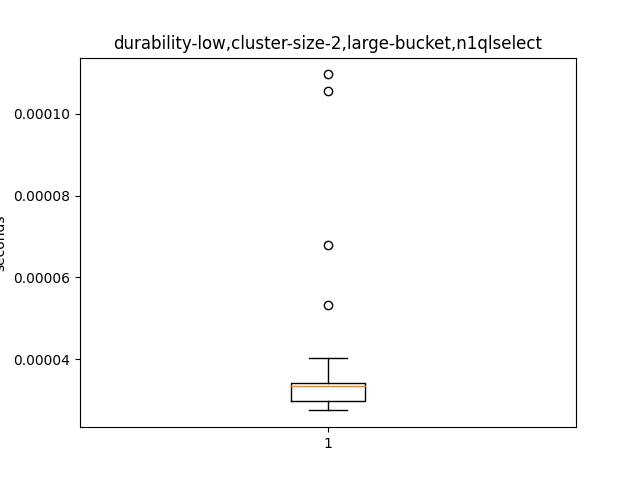 durability-low,cluster-size-2,large-bucket,n1qlselect
0.00010
0.00008
0.00006
0.00004
seconds
1